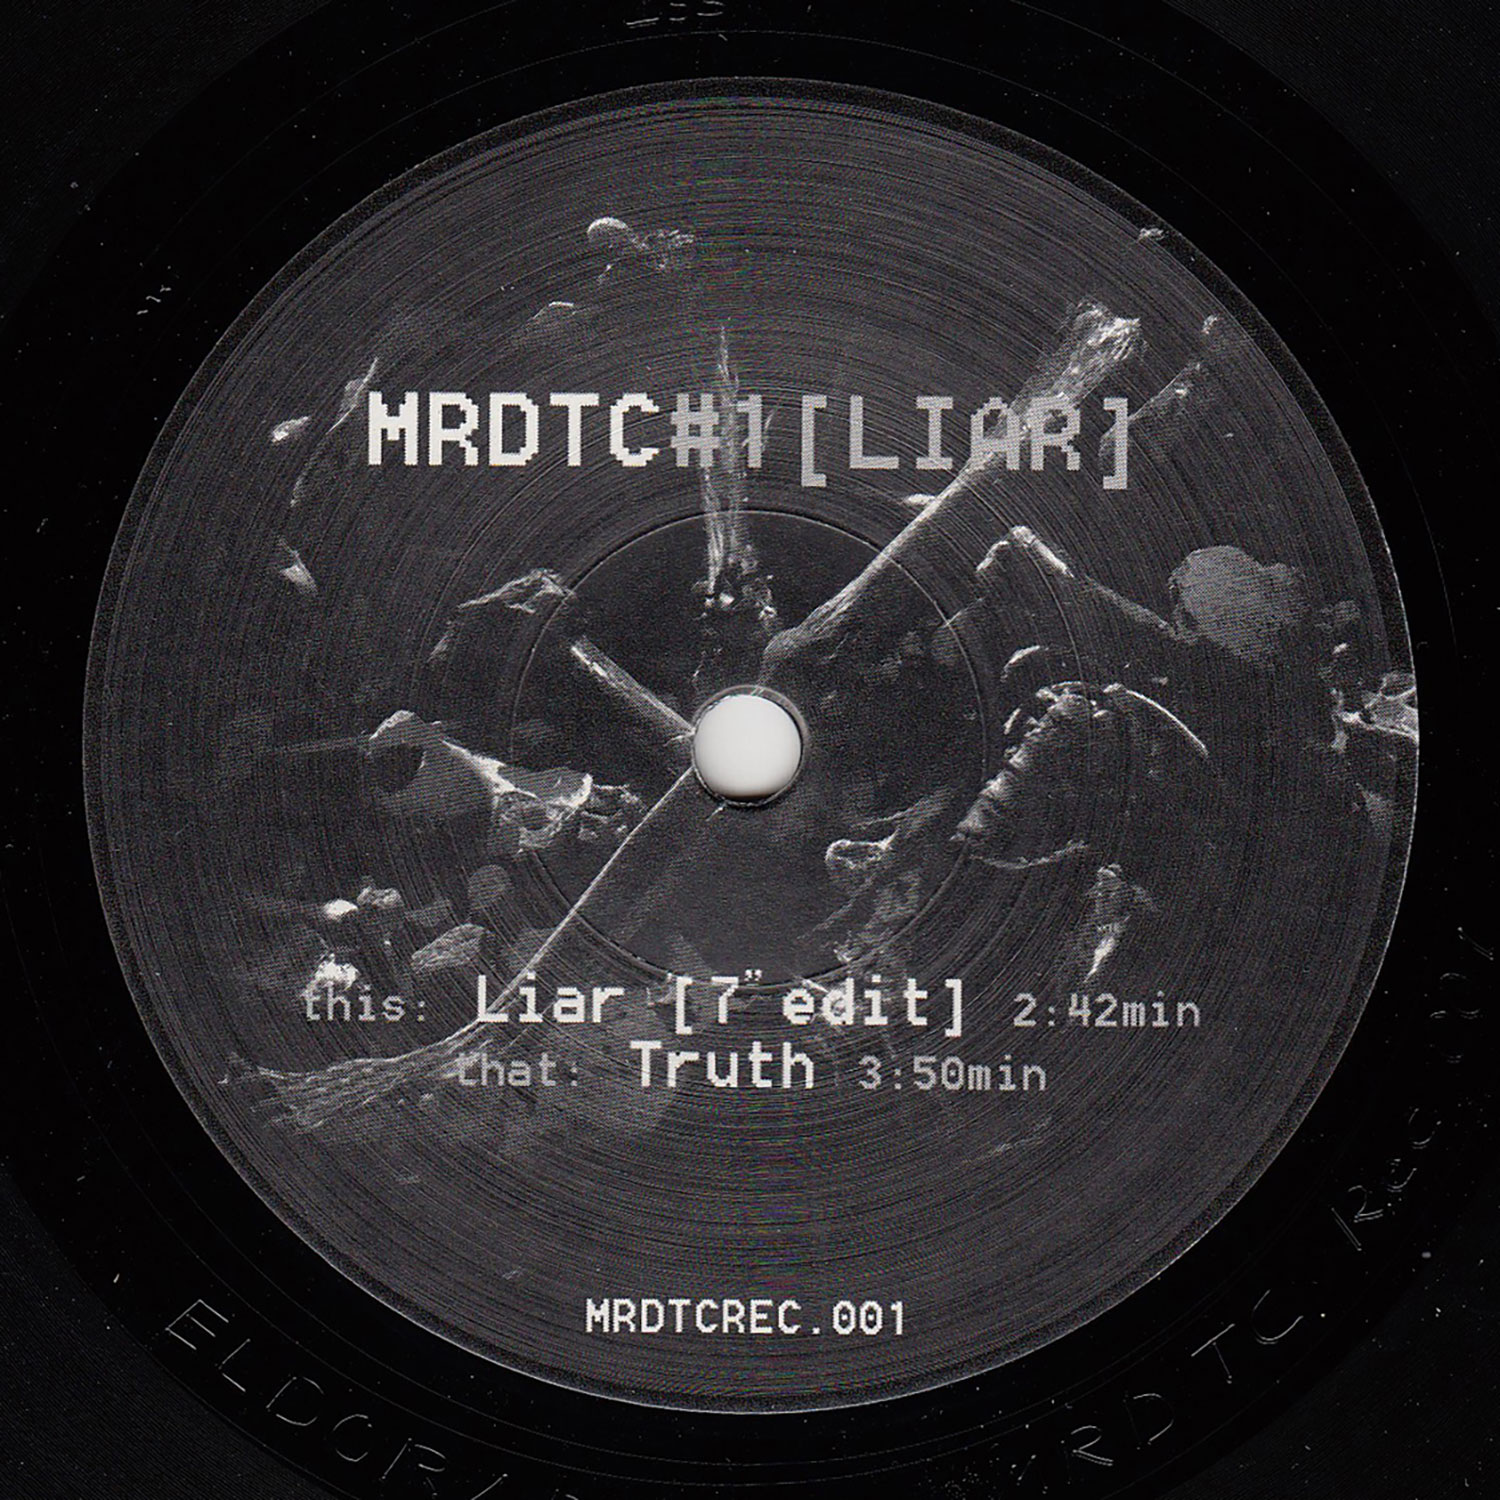 MRDTC#1[LIAR]
this: Liar [7" edit] 2:42min
that: Truth 3:50min
MRDTCREC.001